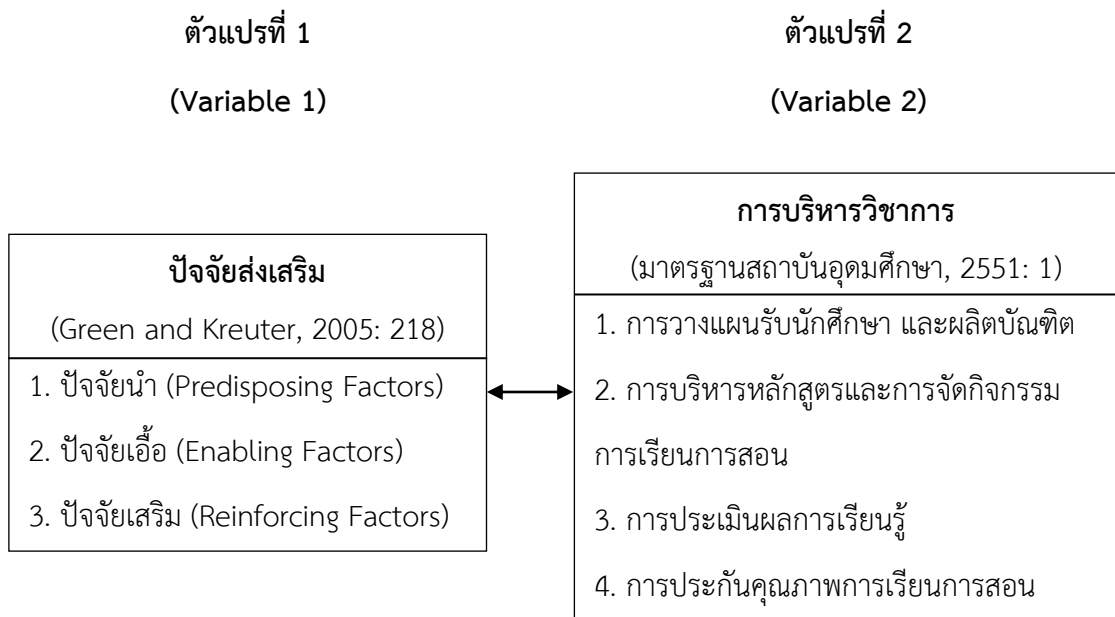 ตัวแปรที่ 1
(Variable 1)
ตัวแปรที่ 2
(Variable 2)
ปัจจัยส่งเสริม
(Green and Kreuter, 2005: 218)
1. ปัจจัยนำ (Predisposing Factors)
2. ปัจจัยเอื้อ (Enabling Factors)
3. ปัจจัยเสริม (Reinforcing Factors)
การบริหารวิชาการ
(มาตรฐานสถาบันอุดมศึกษา, 2551: 1)
1. การวางแผนรับนักศึกษา และผลิตบัณฑิต
2. การบริหารหลักสูตรและการจัดกิจกรรม
การเรียนการสอน
3. การประเมินผลการเรียนรู้
4. การประกันคุณภาพการเรียนการสอน